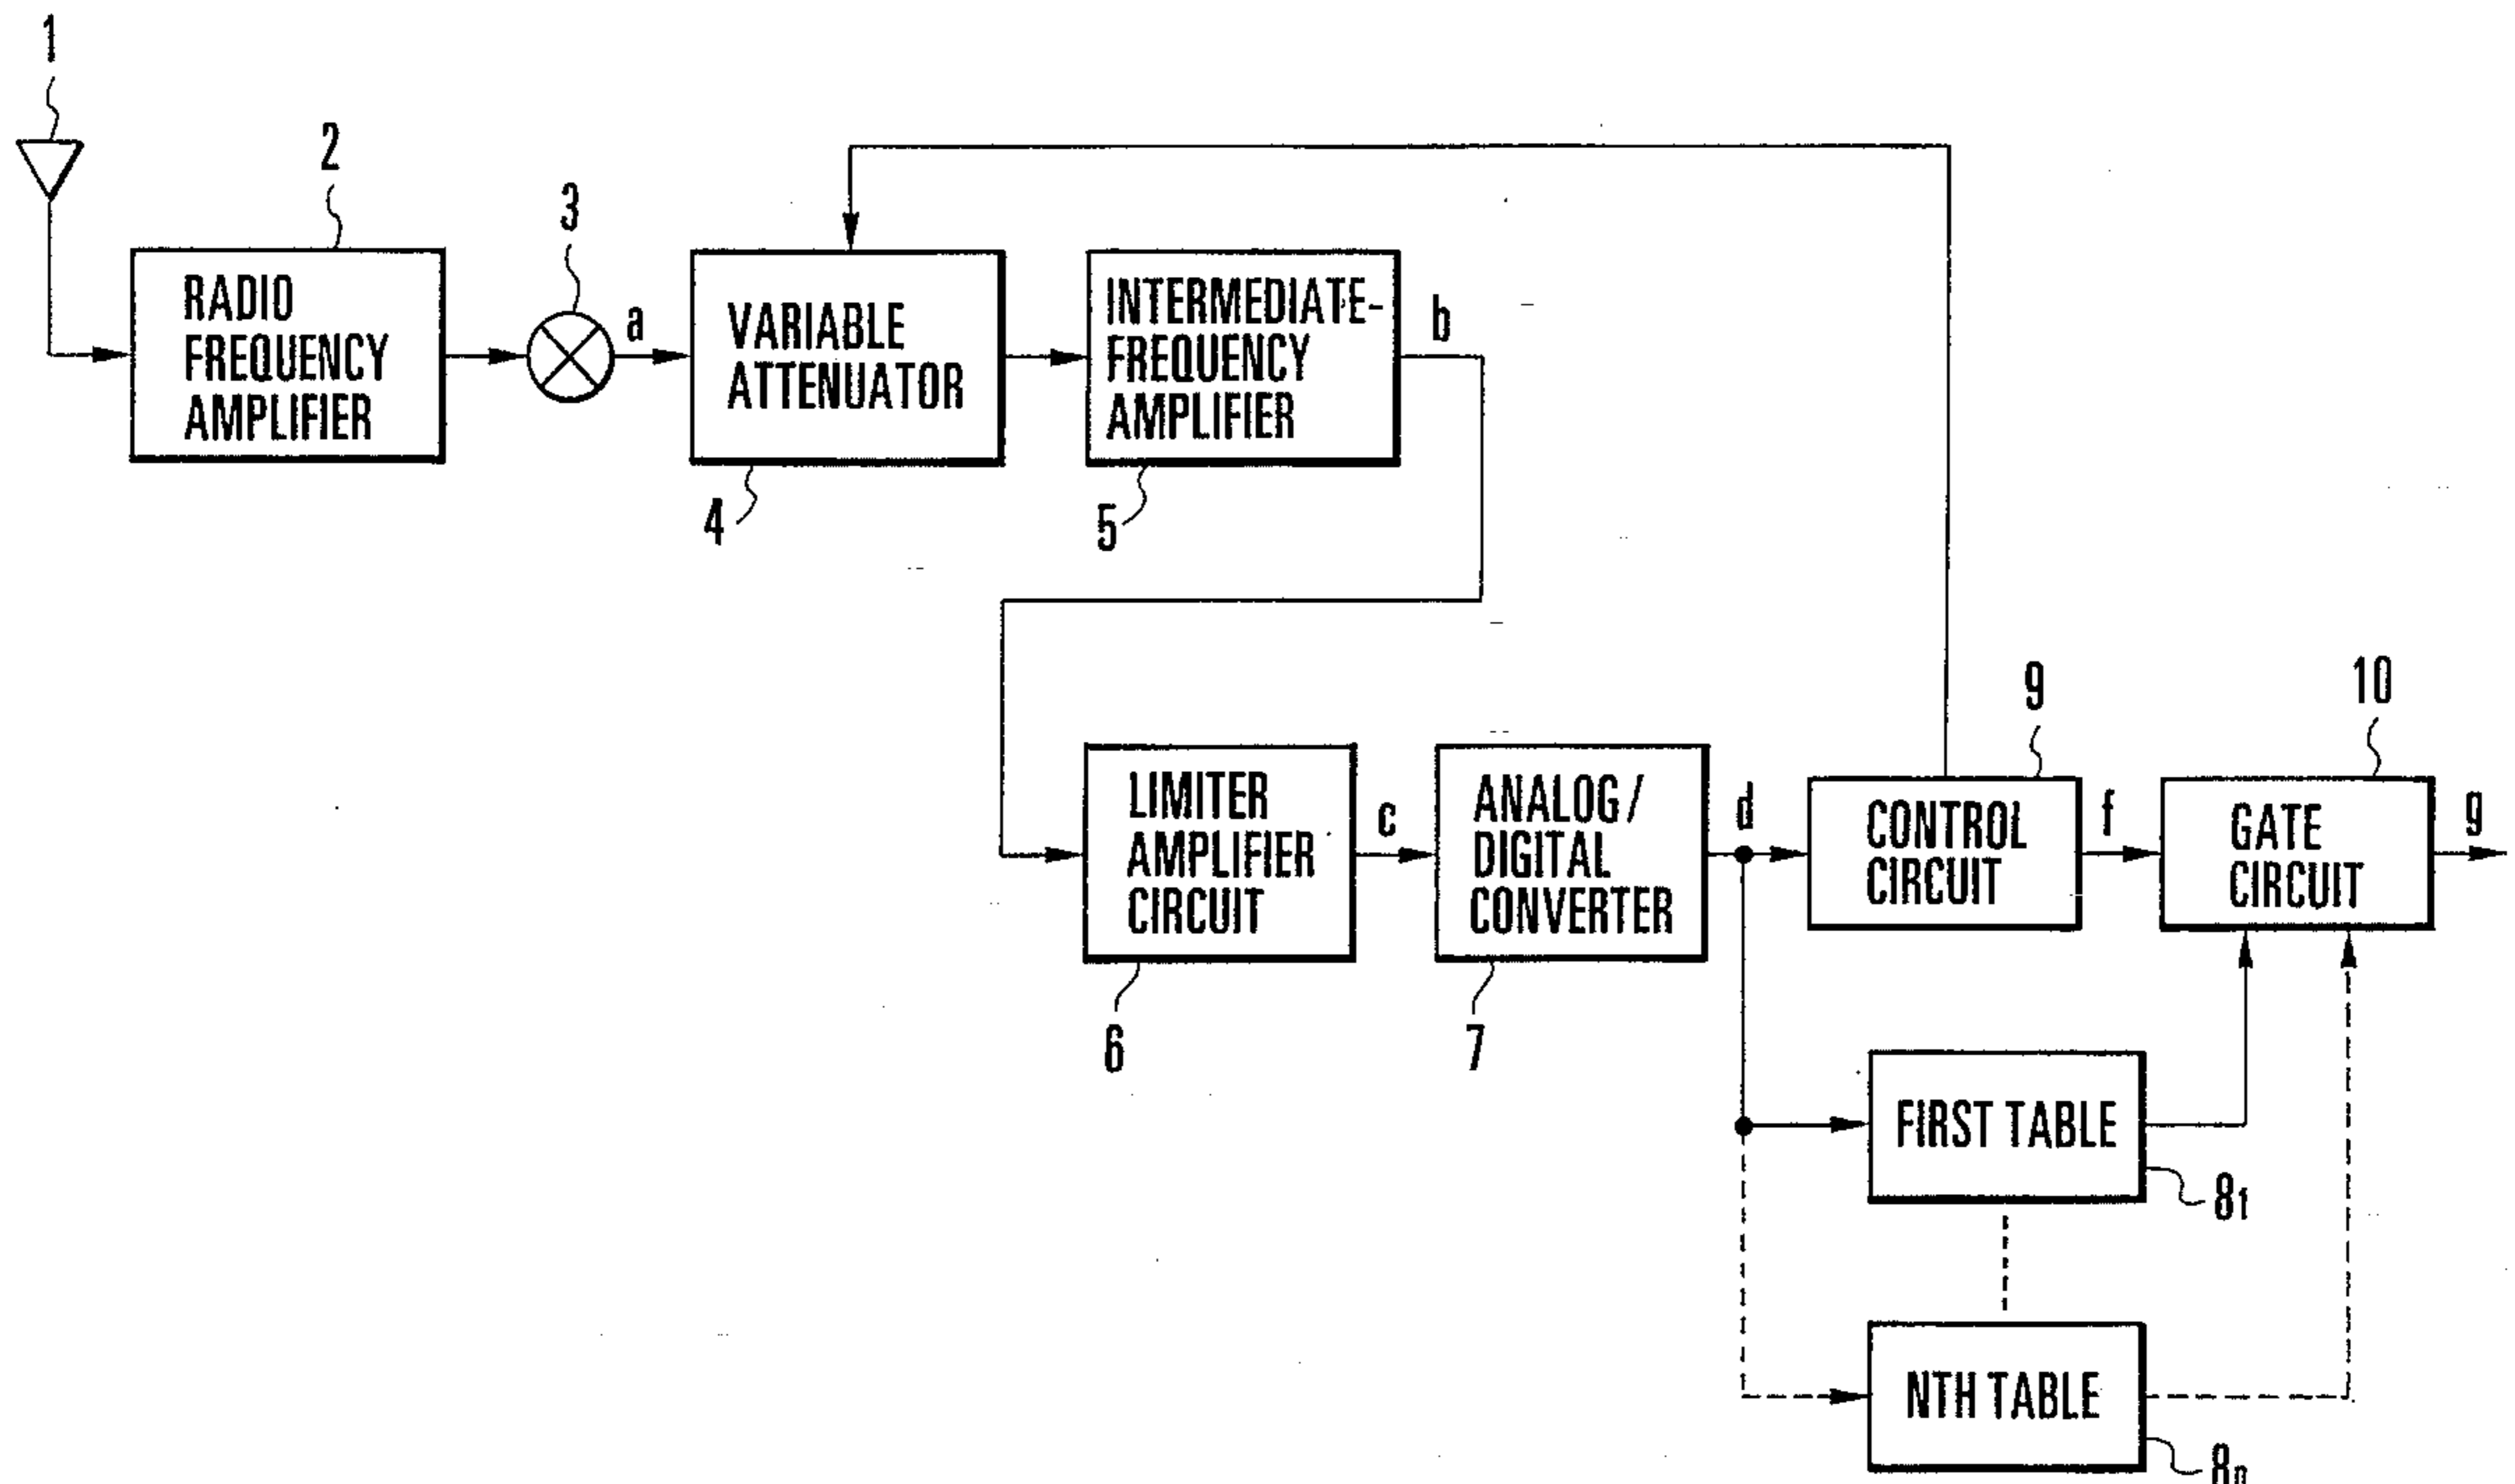 1
2
3
RADIO
FREQUENCY
AMPLIFIER
a
VARIABLE
ATTENUATOR
INTERMEDIATE-
FREQUENCY
AMPLIFIER
b
4
5
9
10
LIMITER
AMPLIFIER
CIRCUIT
c
ANALOG/
DIGITAL
CONVERTER
d
CONTROL
CIRCUIT
f
GATE
CIRCUIT
g
6
7
FIRST TABLE
81
NTH TABLE
8n